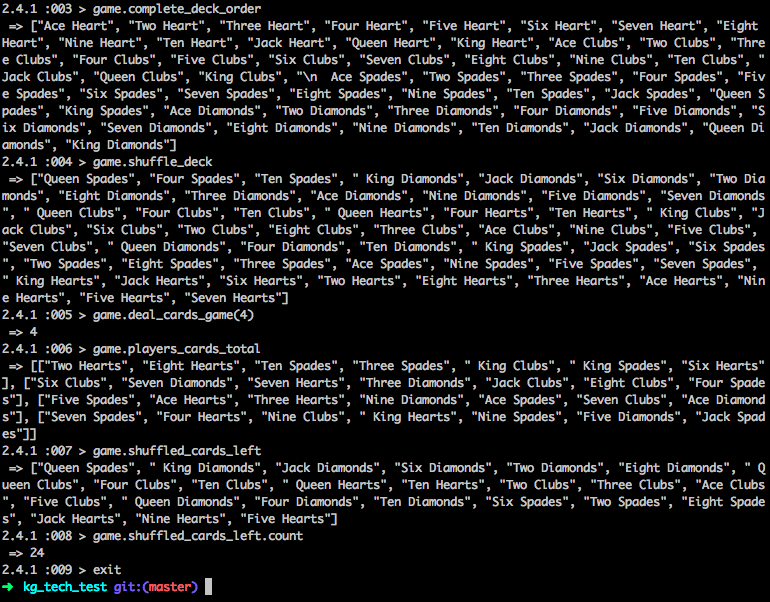 2.4.1 :003 > game.complete_deck_order
 => ["Ace Heart", "Two Heart", "Three Heart", "Four Heart", "Five Heart", "Six Heart", "Seven Heart", "Eight
Heart", "Nine Heart", "Ten Heart", "Jack Heart", "Queen Heart", "King Heart", "Ace Clubs", "Two Clubs", "Thre
e Clubs", "Four Clubs", "Five Clubs", "Six Clubs", "Seven Clubs", "Eight Clubs", "Nine Clubs", "Ten Clubs", "
Jack Clubs", "Queen Clubs", "King Clubs", "\n  Ace Spades", "Two Spades", "Three Spades", "Four Spades", "Fiv
e Spades", "Six Spades", "Seven Spades", "Eight Spades", "Nine Spades", "Ten Spades", "Jack Spades", "Queen S
pades", "King Spades", "Ace Diamonds", "Two Diamonds", "Three Diamonds", "Four Diamonds", "Five Diamonds", "S
ix Diamonds", "Seven Diamonds", "Eight Diamonds", "Nine Diamonds", "Ten Diamonds", "Jack Diamonds", "Queen Di
amonds", "King Diamonds"]
2.4.1 :004 > game.shuffle_deck
 => ["Queen Spades", "Four Spades", "Ten Spades", " King Diamonds", "Jack Diamonds", "Six Diamonds", "Two Dia
monds", "Eight Diamonds", "Three Diamonds", "Ace Diamonds", "Nine Diamonds", "Five Diamonds", "Seven Diamonds
", " Queen Clubs", "Four Clubs", "Ten Clubs", " Queen Hearts", "Four Hearts", "Ten Hearts", " King Clubs", "J
ack Clubs", "Six Clubs", "Two Clubs", "Eight Clubs", "Three Clubs", "Ace Clubs", "Nine Clubs", "Five Clubs",
"Seven Clubs", " Queen Diamonds", "Four Diamonds", "Ten Diamonds", " King Spades", "Jack Spades", "Six Spades
", "Two Spades", "Eight Spades", "Three Spades", "Ace Spades", "Nine Spades", "Five Spades", "Seven Spades",
" King Hearts", "Jack Hearts", "Six Hearts", "Two Hearts", "Eight Hearts", "Three Hearts", "Ace Hearts", "Nin
e Hearts", "Five Hearts", "Seven Hearts"]
2.4.1 :005 > game.deal_cards_game(4)
 => 4
2.4.1 :006 > game.players_cards_total
 => [["Two Hearts", "Eight Hearts", "Ten Spades", "Three Spades", " King Clubs", " King Spades", "Six Hearts"
], ["Six Clubs", "Seven Diamonds", "Seven Hearts", "Three Diamonds", "Jack Clubs", "Eight Clubs", "Four Spade
s"], ["Five Spades", "Ace Hearts", "Three Hearts", "Nine Diamonds", "Ace Spades", "Seven Clubs", "Ace Diamond
s"], ["Seven Spades", "Four Hearts", "Nine Clubs", " King Hearts", "Nine Spades", "Five Diamonds", "Jack Spad
es"]]
2.4.1 :007 > game.shuffled_cards_left
 => ["Queen Spades", " King Diamonds", "Jack Diamonds", "Six Diamonds", "Two Diamonds", "Eight Diamonds", " Q
ueen Clubs", "Four Clubs", "Ten Clubs", " Queen Hearts", "Ten Hearts", "Two Clubs", "Three Clubs", "Ace Clubs
", "Five Clubs", " Queen Diamonds", "Four Diamonds", "Ten Diamonds", "Six Spades", "Two Spades", "Eight Spade
s", "Jack Hearts", "Nine Hearts", "Five Hearts"]
2.4.1 :008 > game.shuffled_cards_left.count
 => 24
2.4.1 :009 > exit
➜ kg_tech_test git:(master)